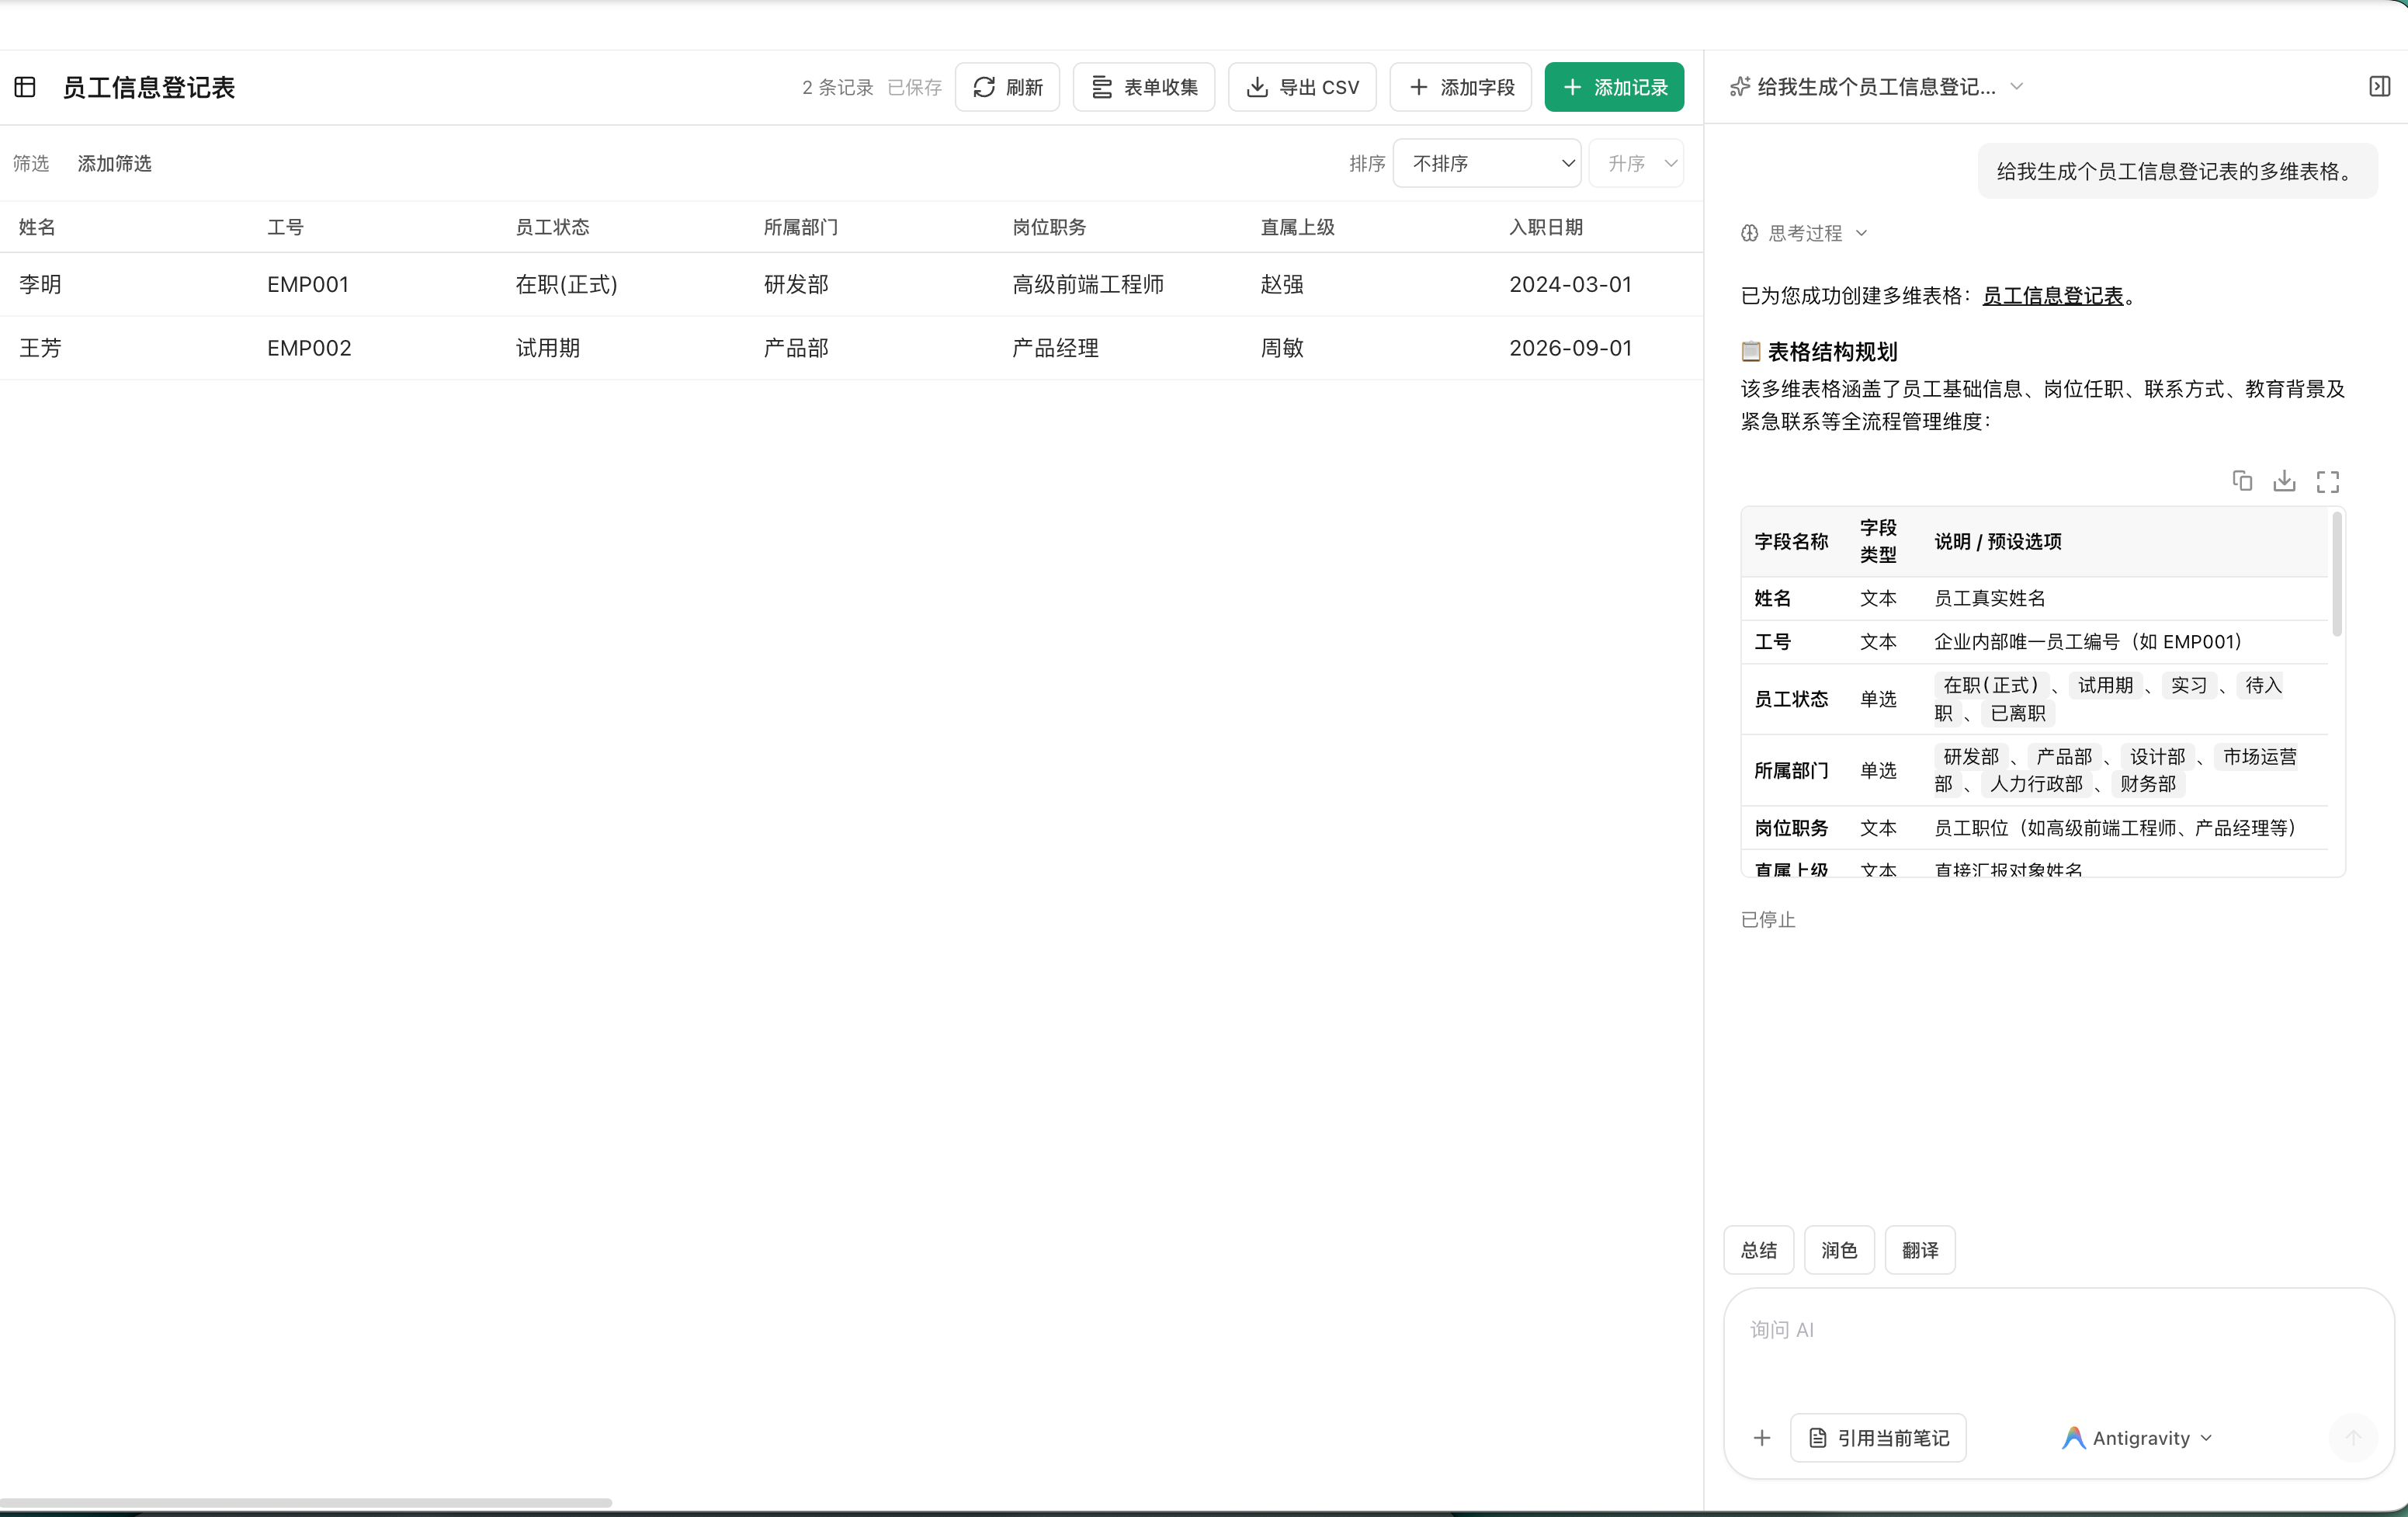 员工信息登记表
2 条记录 已保存 刷新 表单收集 导出 CSV 添加字段 添加记录
筛选 添加筛选 排序 不排序 升序
姓名 工号 员工状态 所属部门 岗位职务 直属上级 入职日期
李明 EMP001 在职(正式) 研发部 高级前端工程师 赵强 2024-03-01
王芳 EMP002 试用期 产品部 产品经理 周敏 2026-09-01
给我生成个员工信息登记...
给我生成个员工信息登记表的多维表格。
思考过程
已为您成功创建多维表格：员工信息登记表。
表格结构规划
该多维表格涵盖了员工基础信息、岗位任职、联系方式、教育背景及
紧急联系等全流程管理维度：
字段名称 字段 说明 / 预设选项
类型
姓名 文本 员工真实姓名
工号 文本 企业内部唯一员工编号（如 EMP001）
员工状态 单选 在职(正式) 、 试用期 、 实习 、 待入
职 、 已离职
所属部门 单选 研发部 、 产品部 、 设计部 、 市场运营
部 、 人力行政部 、 财务部
岗位职务 文本 员工职位（如高级前端工程师、产品经理等）
直属上级 文本 直接汇报对象姓名
已停止
总结 润色 翻译
询问 AI
引用当前笔记 Antigravity